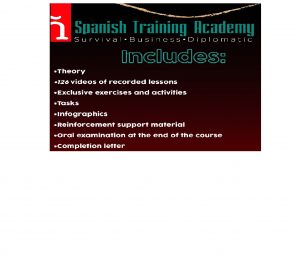 Spanish Training Academy
Survival•Business•Diplomatic
Includes:
•Theory
•126 videos of recorded lessons
•Exclusive exercises and activities
•Tasks
•Infographics
•Reinforcement support material
•Oral examination at the end of the course
•Completion letter